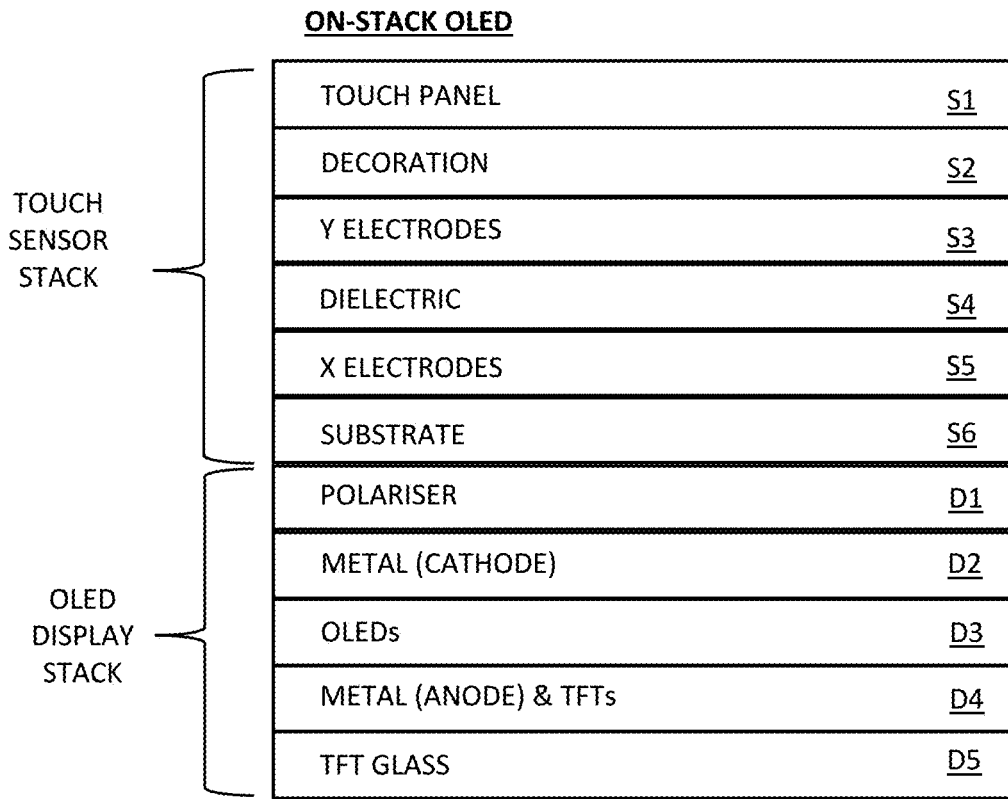 ON-STACK OLED
TOUCH PANEL S1
DECORATION S2
Y ELECTRODES S3
DIELECTRIC S4
X ELECTRODES S5
SUBSTRATE S6
TOUCH
SENSOR
STACK
POLARISER D1
METAL (CATHODE) D2
OLEDs D3
METAL (ANODE) & TFTs D4
TFT GLASS D5
OLED
DISPLAY
STACK